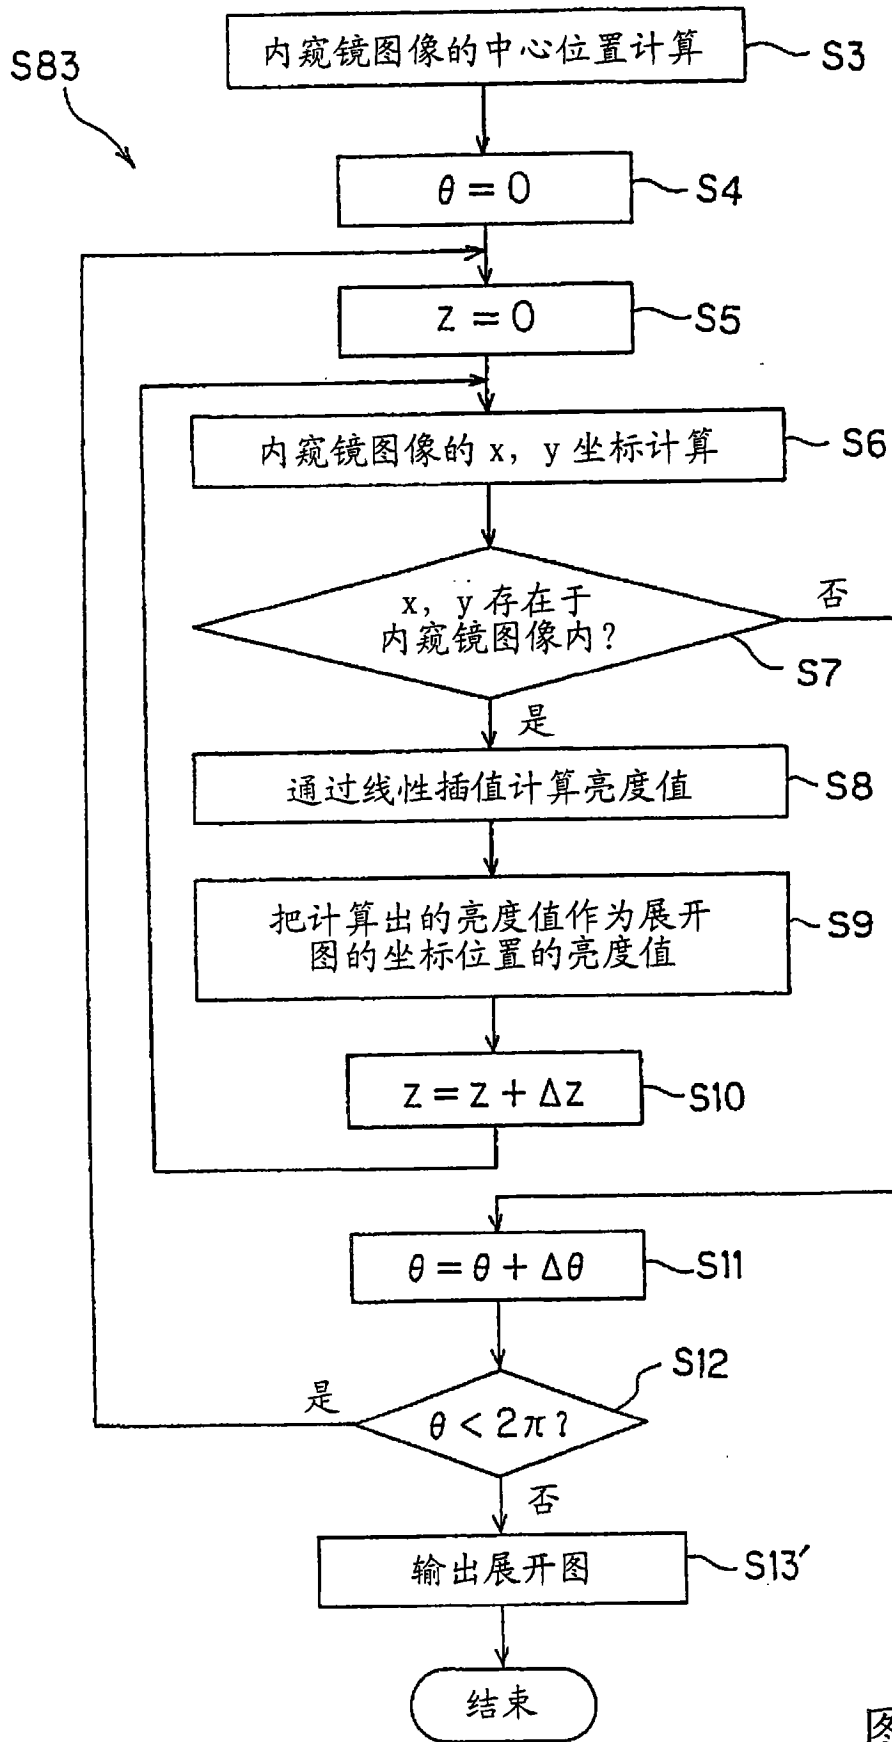 S83
内窥镜图像的中心位置计算
S3
θ = 0
S4
z = 0
S5
内窥镜图像的 x, y 坐标计算
S6
x, y 存在于
内窥镜图像内?
否
S7
是
通过线性插值计算亮度值
S8
把计算出的亮度值作为展开
图的坐标位置的亮度值
S9
z = z + Δz
S10
θ = θ + Δθ
S11
S12
是
θ < 2π?
否
输出展开图
S13′
结束
图